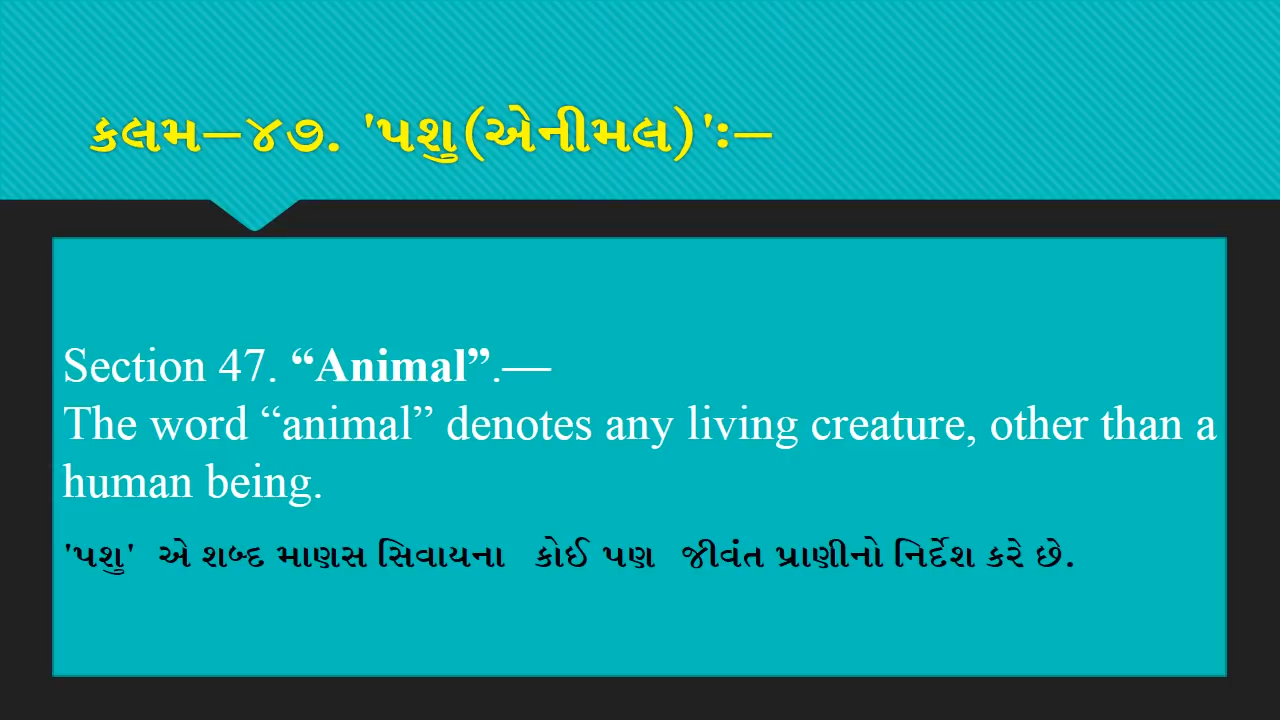 કલમ–૪૭. 'પશુ(એનીમલ)':–
Section 47. “Animal”.—
The word “animal” denotes any living creature, other than a
human being.
'પશુ' એ શબ્દ માણસ સિવાયના કોઈ પણ જીવંત પ્રાણીનો નિર્દેશ કરે છે.